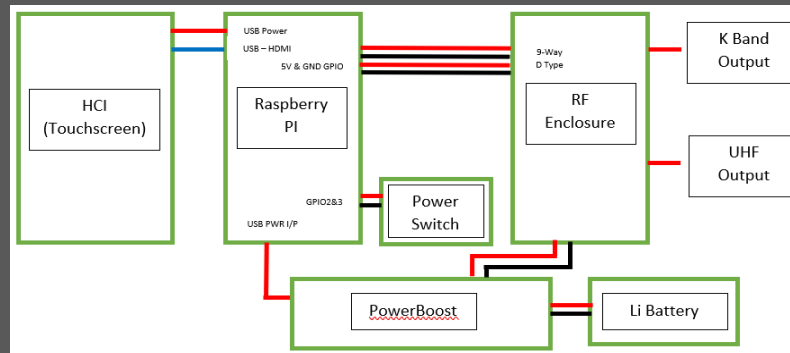 HCI
(Touchscreen)
USB Power
USB – HDMI
5V & GND GPIO
Raspberry
PI
GPIO2&3
USB PWR I/P
Power
Switch
9-Way
D Type
RF
Enclosure
K Band
Output
UHF
Output
PowerBoost
Li Battery